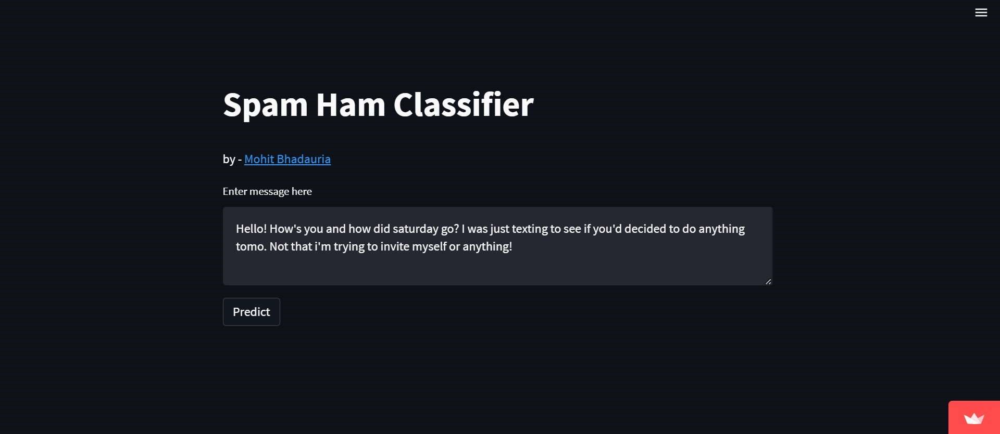 Spam Ham Classifier
by - Mohit Bhadauria
Enter message here
Hello! How's you and how did saturday go? I was just texting to see if you'd decided to do anything
tomo. Not that i'm trying to invite myself or anything!
Predict